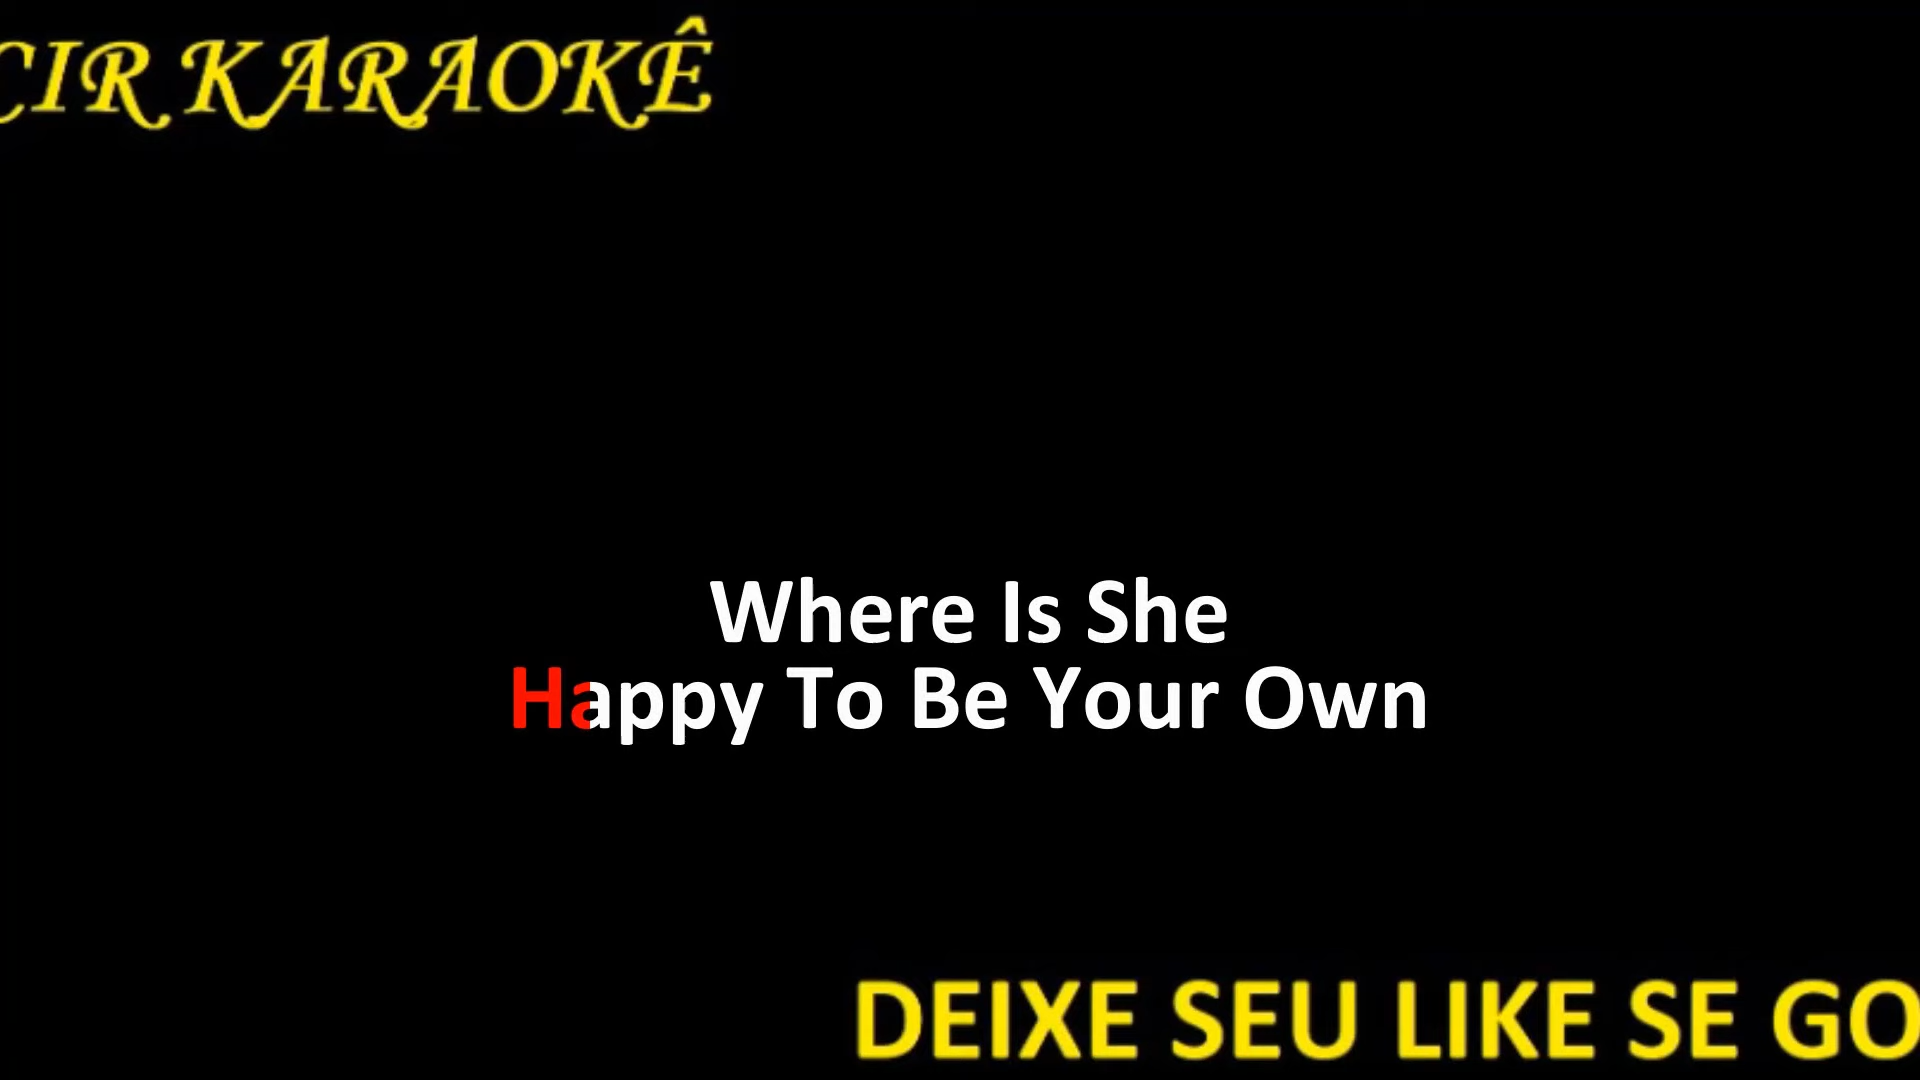 CIR KARAOKÊ
Where Is She
Happy To Be Your Own
DEIXE SEU LIKE SE GO